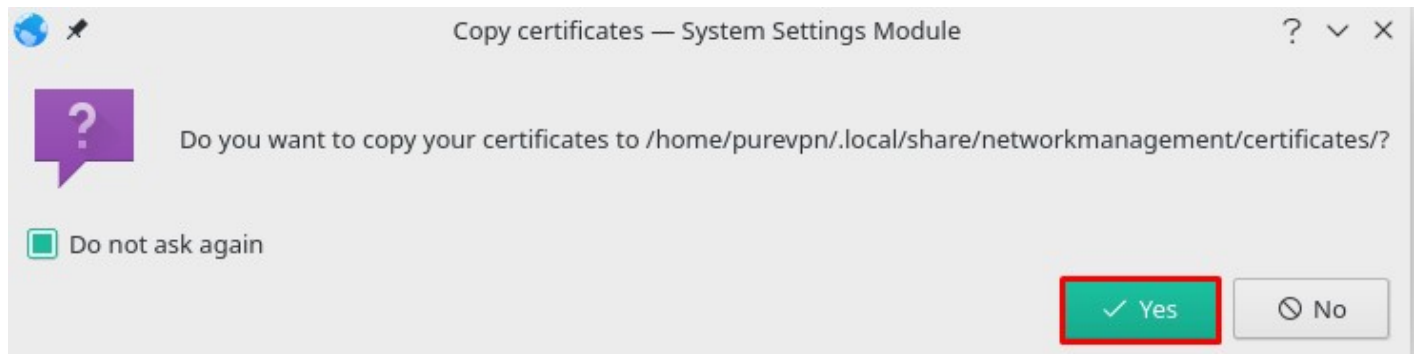 Copy certificates — System Settings Module
Do you want to copy your certificates to /home/purevpn/.local/share/networkmanagement/certificates/?
Do not ask again
Yes
No